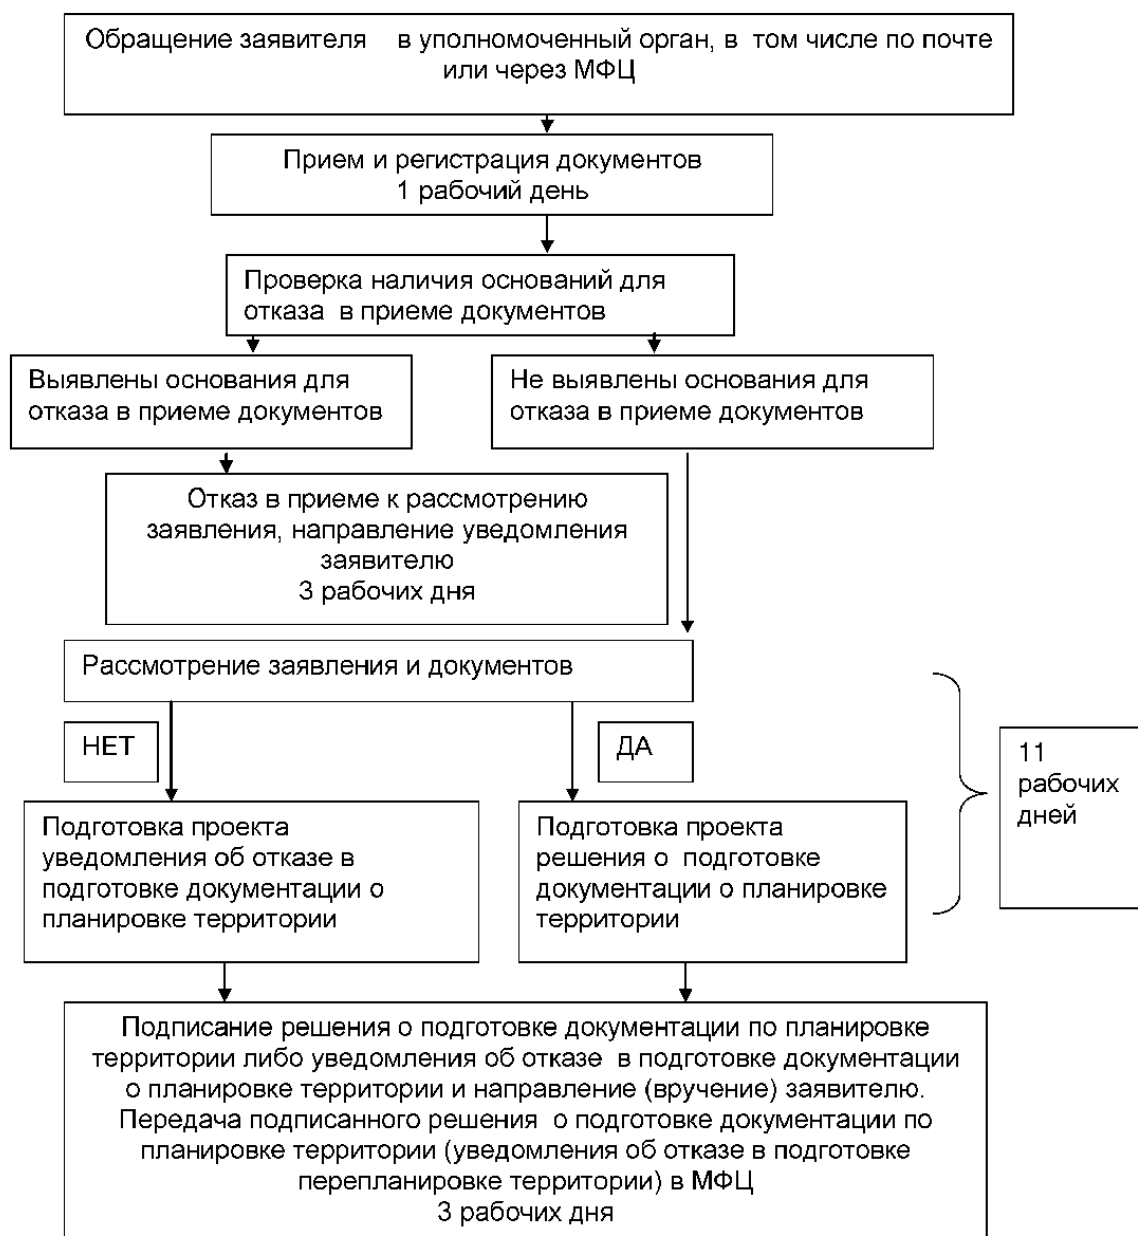 Обращение заявителя в уполномоченный орган, в том числе по почте
или через МФЦ
Прием и регистрация документов
1 рабочий день
Проверка наличия оснований для
отказа в приеме документов
Выявлены основания для
отказа в приеме документов
Не выявлены основания для
отказа в приеме документов
Отказ в приеме к рассмотрению
заявления, направление уведомления
заявителю
3 рабочих дня
Рассмотрение заявления и документов
НЕТ
ДА
11
рабочих
дней
Подготовка проекта
уведомления об отказе в
подготовке документации о
планировке территории
Подготовка проекта
решения о подготовке
документации о планировке
территории
Подписание решения о подготовке документации по планировке
территории либо уведомления об отказе в подготовке документации
о планировке территории и направление (вручение) заявителю.
Передача подписанного решения о подготовке документации по
планировке территории (уведомления об отказе в подготовке
перепланировке территории) в МФЦ
3 рабочих дня